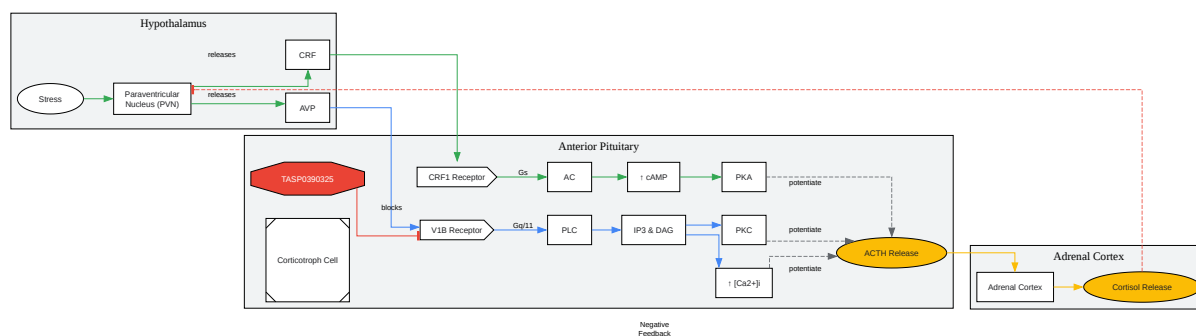 Hypothalamus
releases
CRF
Stress
Paraventricular
Nucleus (PVN)
releases
AVP
Anterior Pituitary
TASP0390325
CRF1 Receptor
Gs
AC
↑ cAMP
PKA
potentiate
blocks
V1B Receptor
Gq/11
PLC
IP3 & DAG
PKC
potentiate
ACTH Release
Corticotroph Cell
potentiate
↑ [Ca2+]i
Adrenal Cortex
Adrenal Cortex
Cortisol Release
Negative
Feedback